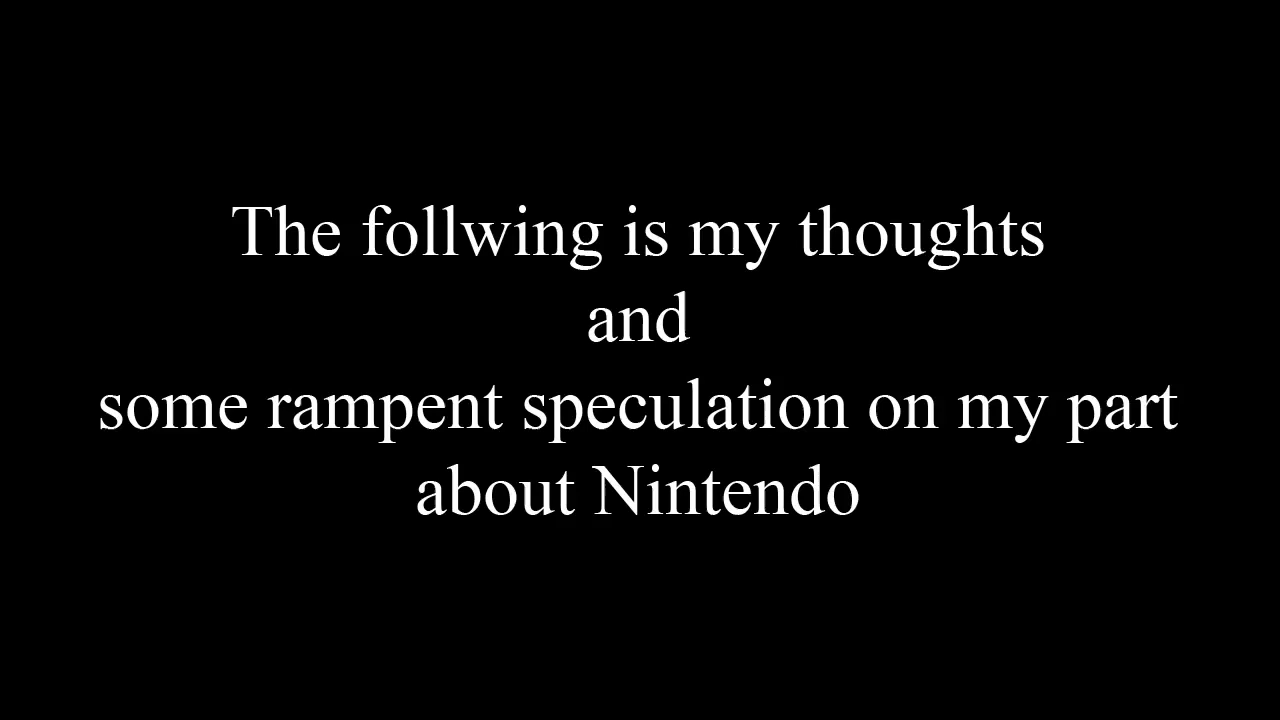 The follwing is my thoughts
and
some rampent speculation on my part
about Nintendo